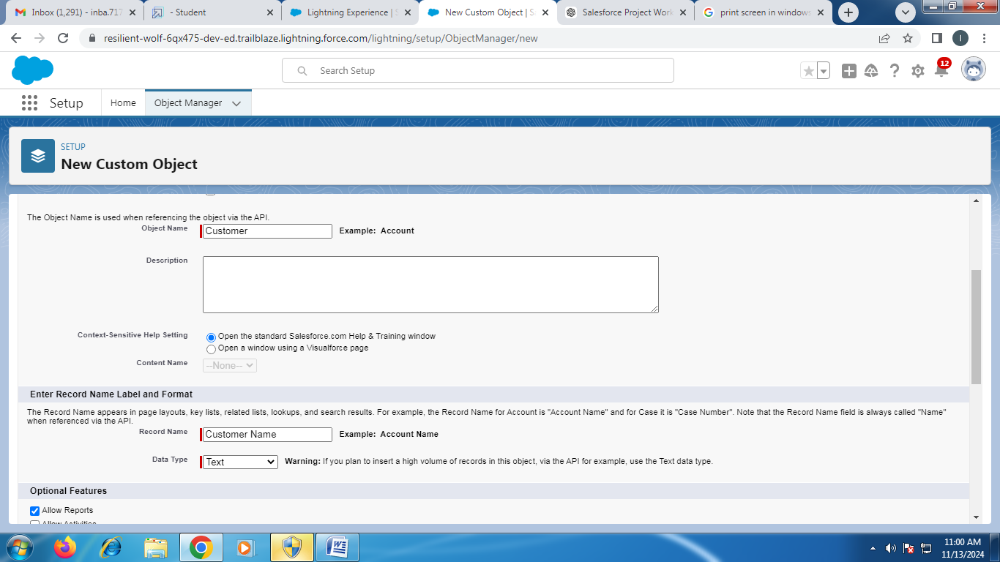 Inbox (1,291) - inba.717
- Student
Lightning Experience | S
New Custom Object | Sa
Salesforce Project Work
print screen in windows
resilient-wolf-6qx475-dev-ed.trailblaze.lightning.force.com/lightning/setup/ObjectManager/new
I
Search Setup
12
Setup
Home
Object Manager
SETUP
New Custom Object
The Object Name is used when referencing the object via the API.
Object Name
Customer
Example: Account
Description
Context-Sensitive Help Setting
Open the standard Salesforce.com Help & Training window
Open a window using a Visualforce page
Content Name
--None--
Enter Record Name Label and Format
The Record Name appears in page layouts, key lists, related lists, lookups, and search results. For example, the Record Name for Account is "Account Name" and for Case it is "Case Number". Note that the Record Name field is always called "Name"
when referenced via the API.
Record Name
Customer Name
Example: Account Name
Data Type
Text
Warning: If you plan to insert a high volume of records in this object, via the API for example, use the Text data type.
Optional Features
Allow Reports
Allow Activities
11:00 AM
11/13/2024